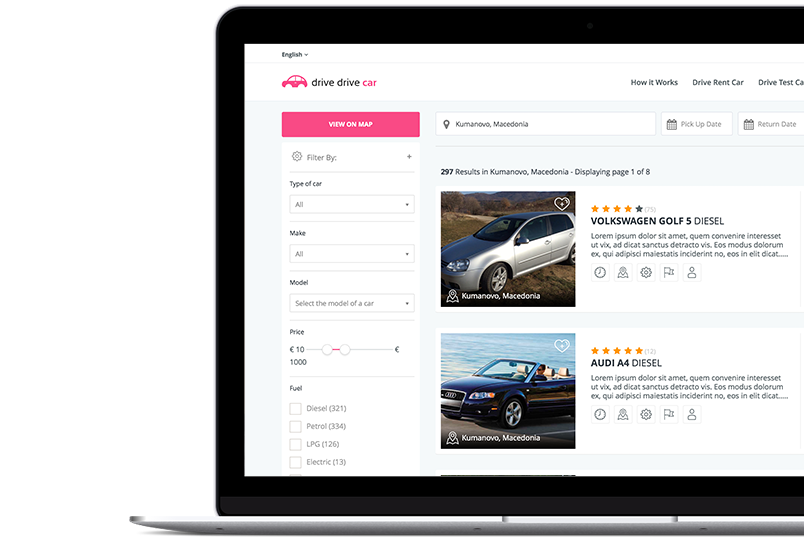 English
drive drive car
How it Works Drive Rent Car Drive Test Ca
VIEW ON MAP
Kumanovo, Macedonia
Pick Up Date
Return Date
Filter By: +
297 Results in Kumanovo, Macedonia - Displaying page 1 of 8
Type of car
All
Make
All
Model
Select the model of a car
Price
€ 10 €
1000
Fuel
Diesel (321)
Petrol (334)
LPG (126)
Electric (13)
Kumanovo, Macedonia
(75)
VOLKSWAGEN GOLF 5 DIESEL
Lorem ipsum dolor sit amet, quem convenire interesset
ut vix, ad dicat sanctus detracto vis. Eos modus dolorum
ex, qui adipisci maiestatis inciderint no, eos in elit dicat.....
Kumanovo, Macedonia
(12)
AUDI A4 DIESEL
Lorem ipsum dolor sit amet, quem convenire interesset
ut vix, ad dicat sanctus detracto vis. Eos modus dolorum
ex, qui adipisci maiestatis inciderint no, eos in elit dicat.....